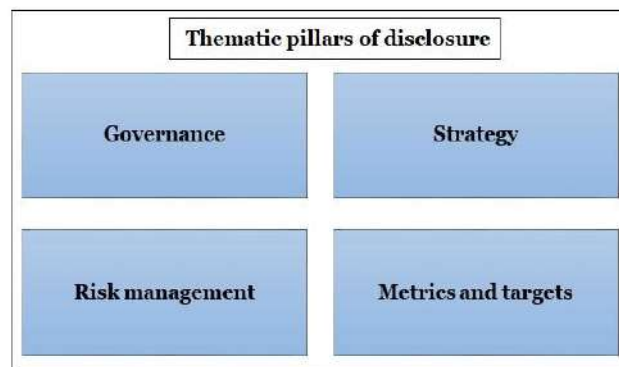 Thematic pillars of disclosure
Governance
Strategy
Risk management
Metrics and targets